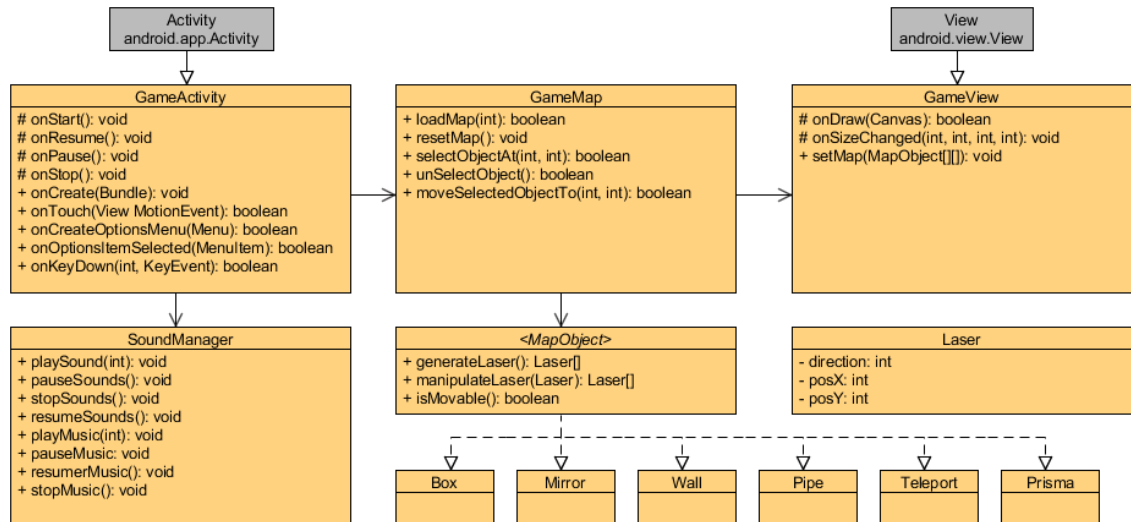 Activity
android.app.Activity
View
android.view.View
GameActivity
# onStart(): void
# onResume(): void
# onPause(): void
# onStop(): void
+ onCreate(Bundle): void
+ onTouch(View MotionEvent): boolean
+ onCreateOptionsMenu(Menu): boolean
+ onOptionsItemSelected(MenuItem): boolean
+ onKeyDown(int, KeyEvent): boolean
GameMap
+ loadMap(int): boolean
+ resetMap(): void
+ selectObjectAt(int, int): boolean
+ unSelectObject(): boolean
+ moveSelectedObjectTo(int, int): boolean
GameView
# onDraw(Canvas): boolean
# onSizeChanged(int, int, int, int): void
+ setMap(MapObject[][]): void
SoundManager
+ playSound(int): void
+ pauseSounds(): void
+ stopSounds(): void
+ resumeSounds(): void
+ playMusic(int): void
+ pauseMusic: void
+ resumerMusic(): void
+ stopMusic(): void
<MapObject>
+ generateLaser(): Laser[]
+ manipulateLaser(Laser): Laser[]
+ isMovable(): boolean
Laser
- direction: int
- posX: int
- posY: int
Box
Mirror
Wall
Pipe
Teleport
Prisma